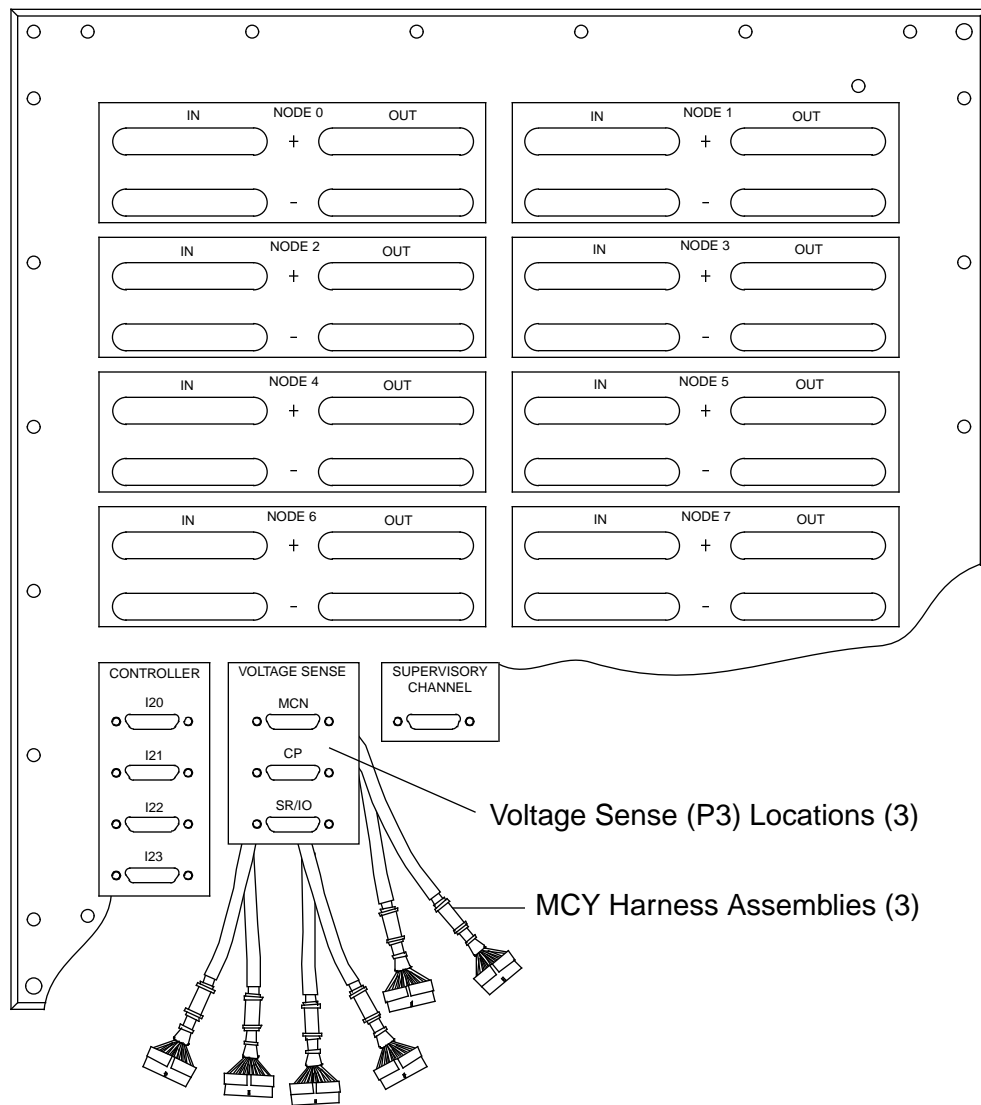 IN NODE 0 OUT
+
-
IN NODE 1 OUT
+
-
IN NODE 2 OUT
+
-
IN NODE 3 OUT
+
-
IN NODE 4 OUT
+
-
IN NODE 5 OUT
+
-
IN NODE 6 OUT
+
-
IN NODE 7 OUT
+
-
CONTROLLER
I20
I21
I22
I23
VOLTAGE SENSE
MCN
CP
SR/IO
SUPERVISORY
CHANNEL
Voltage Sense (P3) Locations (3)
MCY Harness Assemblies (3)